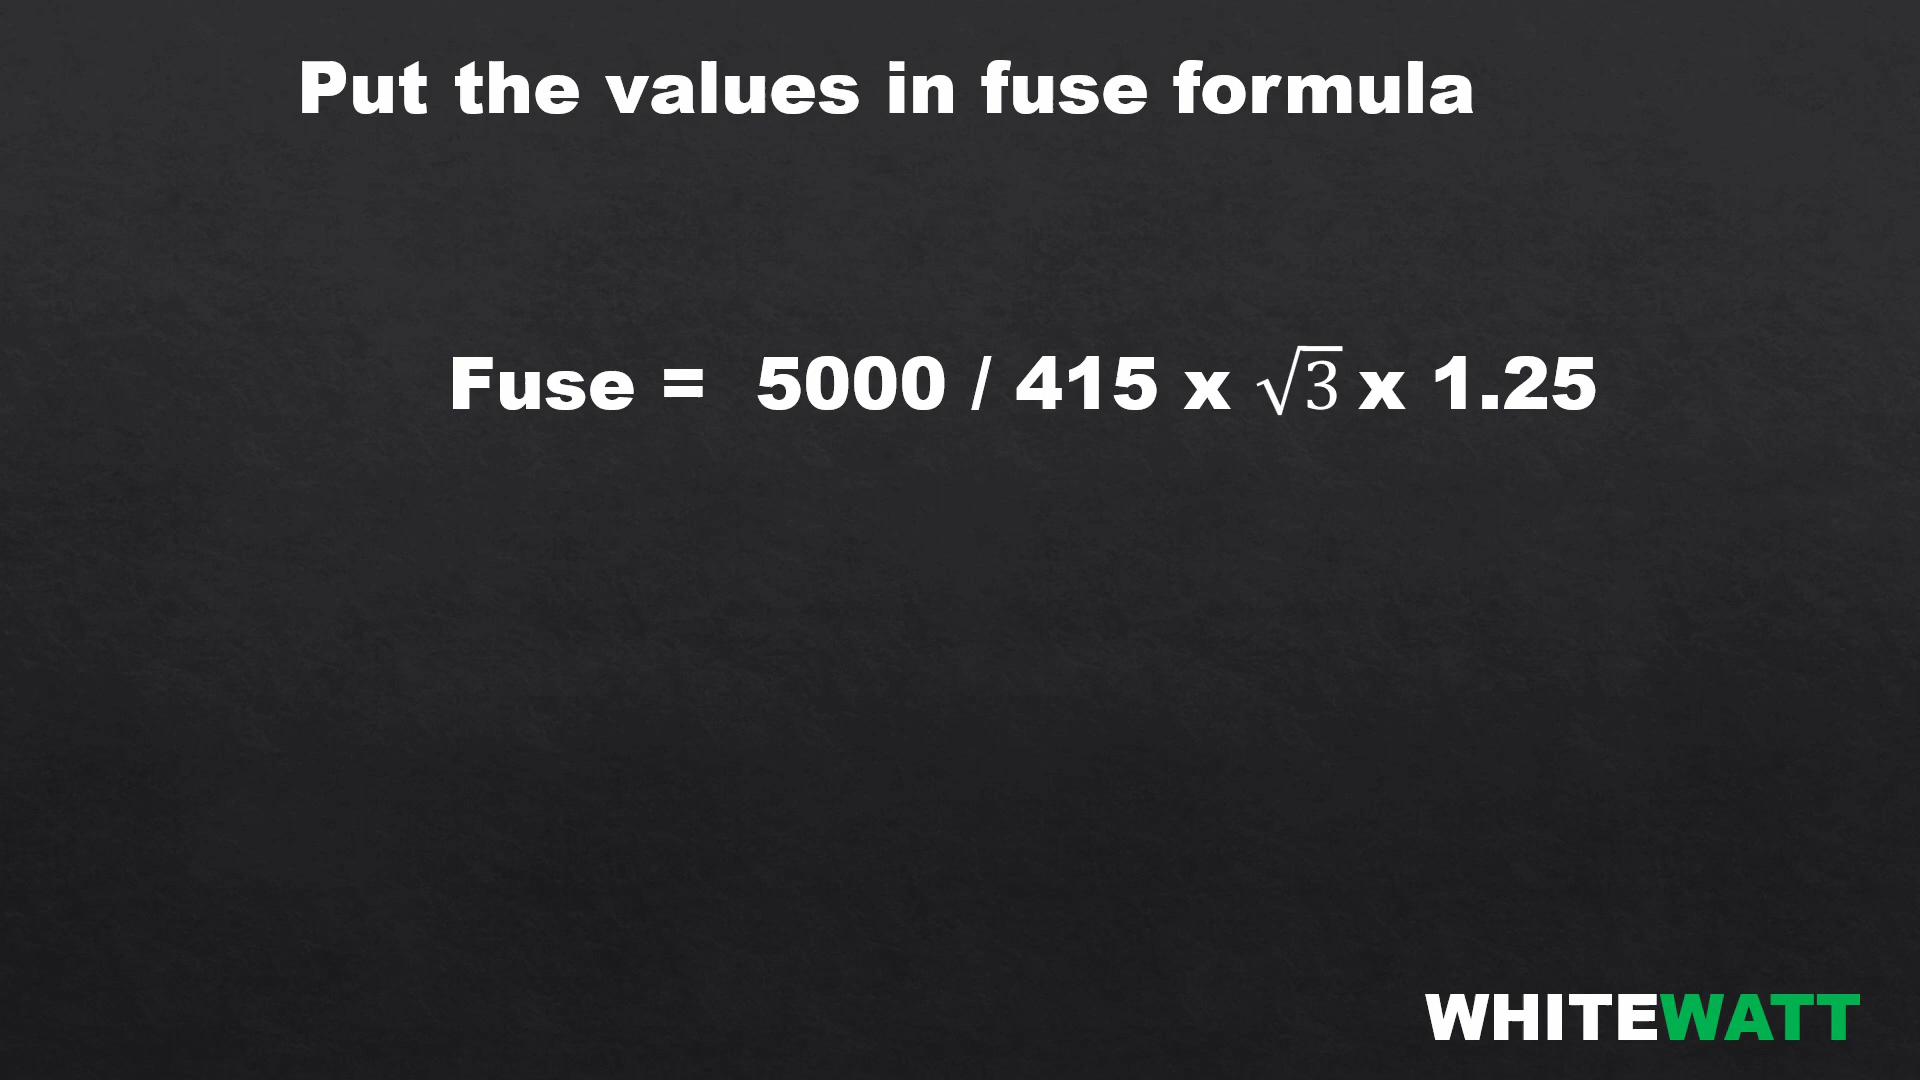 Put the values in fuse formula
Fuse = 5000 / 415 x √3 x 1.25
WHITEWATT